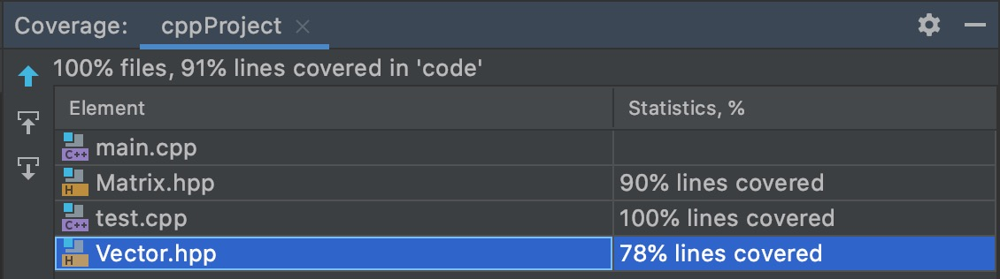 Coverage: cppProject
100% files, 91% lines covered in 'code'
Element Statistics, %
C++ main.cpp
H Matrix.hpp 90% lines covered
C++ test.cpp 100% lines covered
H Vector.hpp 78% lines covered